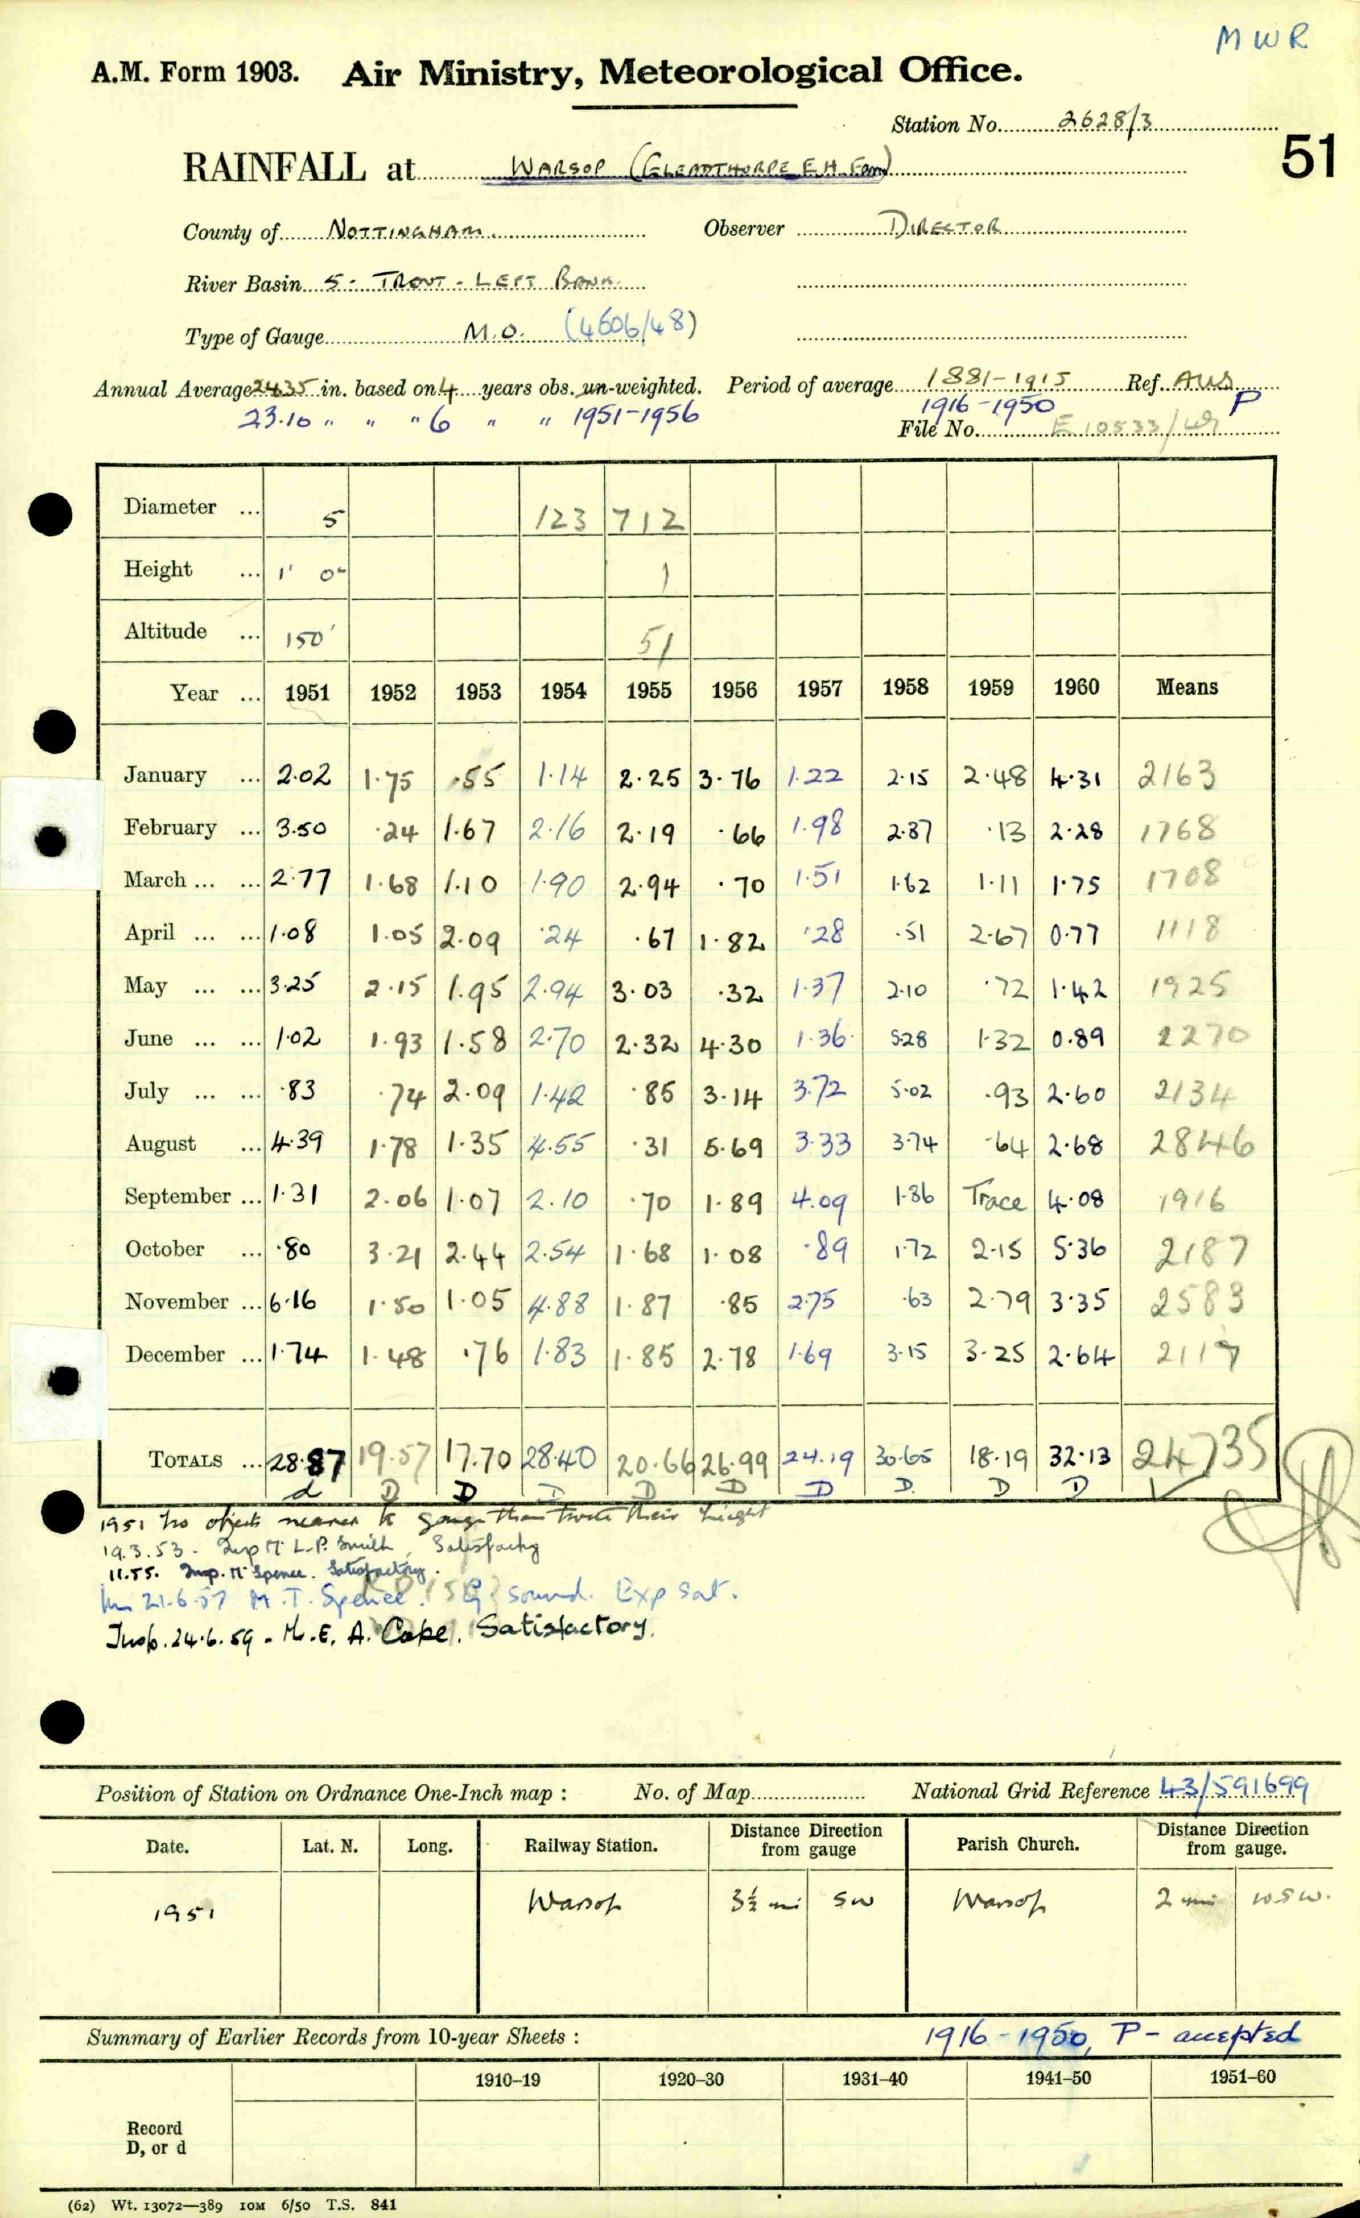 MWR
A.M. Form 1903. Air Ministry, Meteorological Office.
Station No. 2628/3
51
RAINFALL at WARSOP (GLEADTHORPE E.H. Farm)
County of NOTTINGHAM. Observer DIRECTOR
River Basin 5 - TRENT - LEFT BANK.
Type of Gauge M.O. (4606/48)
Annual Average 24.35 in. based on 4 years obs. un-weighted. Period of average 1881-1915 Ref. AWS
23.10 " " " 6 " " 1951-1956 1916-1950 P
File No. E 10533/49
Diameter ... 5 123 712
Height ... 1' 0" 1
Altitude ... 150' 51
Year ... 1951 1952 1953 1954 1955 1956 1957 1958 1959 1960 Means
January ... 2.02 1.75 .55 1.14 2.25 3.76 1.22 2.15 2.48 4.31 2163
February ... 3.50 .24 1.67 2.16 2.19 .66 1.98 2.87 .13 2.28 1768
March ... ... 2.77 1.68 1.10 1.90 2.94 .70 1.51 1.62 1.11 1.75 1708
April ... ... 1.08 1.05 2.09 .24 .67 1.82 .28 .51 2.67 0.77 1118
May ... ... 3.25 2.15 1.95 2.94 3.03 .32 1.37 2.10 .72 1.42 1925
June ... ... 1.02 1.93 1.58 2.70 2.32 4.30 1.36 5.28 1.32 0.89 2270
July ... ... .83 .74 2.09 1.42 .85 3.14 3.72 5.02 .93 2.60 2134
August ... 4.39 1.78 1.35 4.55 .31 5.69 3.33 3.74 .64 2.68 2846
September ... 1.31 2.06 1.07 2.10 .70 1.89 4.09 1.86 Trace 4.08 1916
October ... .80 3.21 2.44 2.54 1.68 1.08 .89 1.72 2.15 5.36 2187
November ... 6.16 1.50 1.05 4.88 1.87 .85 2.75 .63 2.79 3.35 2583
December ... 1.74 1.48 .76 1.83 1.85 2.78 1.69 3.15 3.25 2.64 2117
TOTALS ... 28.87 19.57 17.70 28.40 20.66 26.99 24.19 30.65 18.19 32.13 24735
d D D D D D D D. D D
1951 No objects nearer to gauge than twice their height
19.3.53. Insp Mr L.P. Smith, Satisfactory
11.55. Insp. Mr Spence. Satisfactory.
21.6.57 M.T. Spence. sound. Exp sat.
Insp. 24.6.59 - Mr. E. A. Cope. Satisfactory.
Position of Station on Ordnance One-Inch map : No. of Map National Grid Reference 43/591699
Date. Lat. N. Long. Railway Station. Distance Direction from gauge Parish Church. Distance Direction from gauge.
1951 Warsop 3½ mi SW Warsop 2 mi WSW.
Summary of Earlier Records from 10-year Sheets : 1916-1950, P - accepted
1910–19 1920–30 1931–40 1941–50 1951–60
Record
D, or d
(62) Wt. 13072—389 10M 6/50 T.S. 841